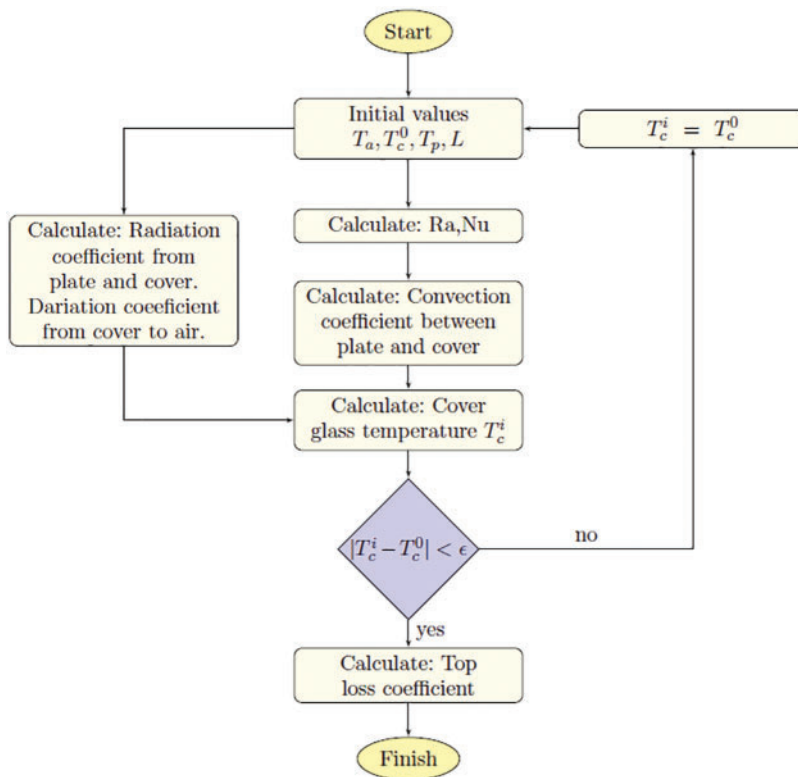 Start
Initial values
T_a, T_c^0, T_p, L
T_c^i = T_c^0
Calculate: Radiation
coefficient from
plate and cover.
Dariation coeeficient
from cover to air.
Calculate: Ra,Nu
Calculate: Convection
coefficient between
plate and cover
Calculate: Cover
glass temperature T_c^i
|T_c^i - T_c^0| < ϵ
no
yes
Calculate: Top
loss coefficient
Finish